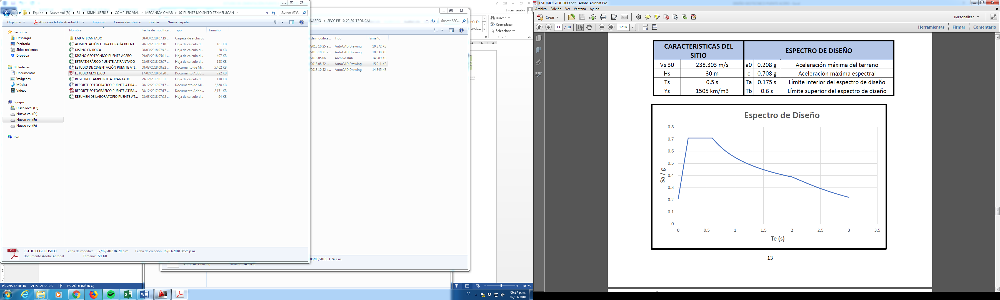 Equipo ▸ Nuevo vol (E:) ▸ R1 ▸ JGMH 16FEB18 ▸ COMPLEJO VIAL ▸ MECANICA OMAR ▸ 07 PUENTE MOLINITO TEXMELUCAN ▸
Buscar 07 P...
Organizar
Abrir con Adobe Acrobat XI
Imprimir
Correo electrónico
Grabar
Nueva carpeta
Favoritos
Descargas
Escritorio
Sitios recientes
Dropbox
Bibliotecas
Documentos
Imágenes
Música
Vídeos
Equipo
Disco local (C:)
Nuevo vol (D:)
Nuevo vol (E:)
Nuevo vol (F:)
Red
Nombre Fecha de modifica... Tipo Tamaño
LAB ATIRANTADO 08/03/2018 07:19 ... Carpeta de archivos
ALIMENTACIÓN ESTRATIGRAFÍA PUENT... 28/12/2017 07:18 ... Hoja de cálculo d... 161 KB
DISEÑO EN ROCA 08/03/2018 07:42 ... Hoja de cálculo d... 38 KB
DISEÑO GEOTECNICO PUENTE ACERO 09/03/2018 05:41 ... Hoja de cálculo d... 407 KB
ESTRATIGRÁFICO PUENTE ATIRANTADO 08/03/2018 05:07 ... Hoja de cálculo d... 153 KB
ESTUDIO DE CIMENTACIÓN PUENTE ATI... 08/03/2018 08:32 ... Documento de Mi... 5,462 KB
ESTUDIO GEOFISICO 17/02/2018 04:20 ... Documento Adob... 722 KB
REGISTRO CAMPO PTE ATIRANTADO 29/12/2017 01:01 ... Hoja de cálculo d... 118 KB
REPORTE FOTOGRÁFICO PUENTE ATIRA... 28/12/2017 07:17 ... Documento de Mi... 2,858 KB
REPORTE FOTOGRÁFICO PUENTE ATIRA... 28/12/2017 07:17 ... Documento Adob... 2,171 KB
RESUMEN DE LABORATORIO PUENTE AT... 08/03/2018 07:22 ... Hoja de cálculo d... 94 KB
ESTUDIO GEOFISICO Fecha de modifica... 17/02/2018 04:20 p.m. Fecha de creación: 09/03/2018 06:25 p.m.
Documento Adobe Acrobat Tamaño: 721 KB
NARDO ▸ SECC EJE 10-20-30-TRONCAL
Buscar SEC...
de modifica... Tipo Tamaño
/2018 10:25 a... AutoCAD Drawing 10,372 KB
/2018 10:21 a... AutoCAD Drawing 10,038 KB
/2018 05:06 ... Archivo BAK 14,989 KB
/2018 08:32 ... AutoCAD Drawing 15,011 KB
/2018 10:52 a... AutoCAD Drawing 14,345 KB
08/03/2018 11:24 a.m.
AutoCAD Drawing Tamaño: 14.6 MB
Iniciar sesión
Buscar
Reemplazar
Seleccionar
Edición
16 · 17 · 18
PÁGINA 37 DE 48 2115 PALABRAS ESPAÑOL (MÉXICO)
100 %
ES
06:27 p.m.
09/03/2018
ESTUDIO GEOFISICO.pdf - Adobe Acrobat Pro
Archivo Edición Ver Ventana Ayuda
Crear
Personalizar
13 / 18
125%
Herramientas Firmar Comentario
CARACTERISTICAS DEL SITIO
ESPECTRO DE DISEÑO
Vs 30 238.303 m/s a0 0.208 g Aceleración máxima del terreno
Hs 30 m c 0.708 g Aceleración máxima espectral
Ts 0.5 s Ta 0.175 s Límite inferior del espectro de diseño
Ys 1505 km/m3 Tb 0.6 s Límite superior del espectro de diseño
Espectro de Diseño
0.8
0.7
0.6
0.5
0.4
0.3
0.2
0.1
0
Sa / g
0 0.5 1 1.5 2 2.5 3 3.5
Te (s)
13